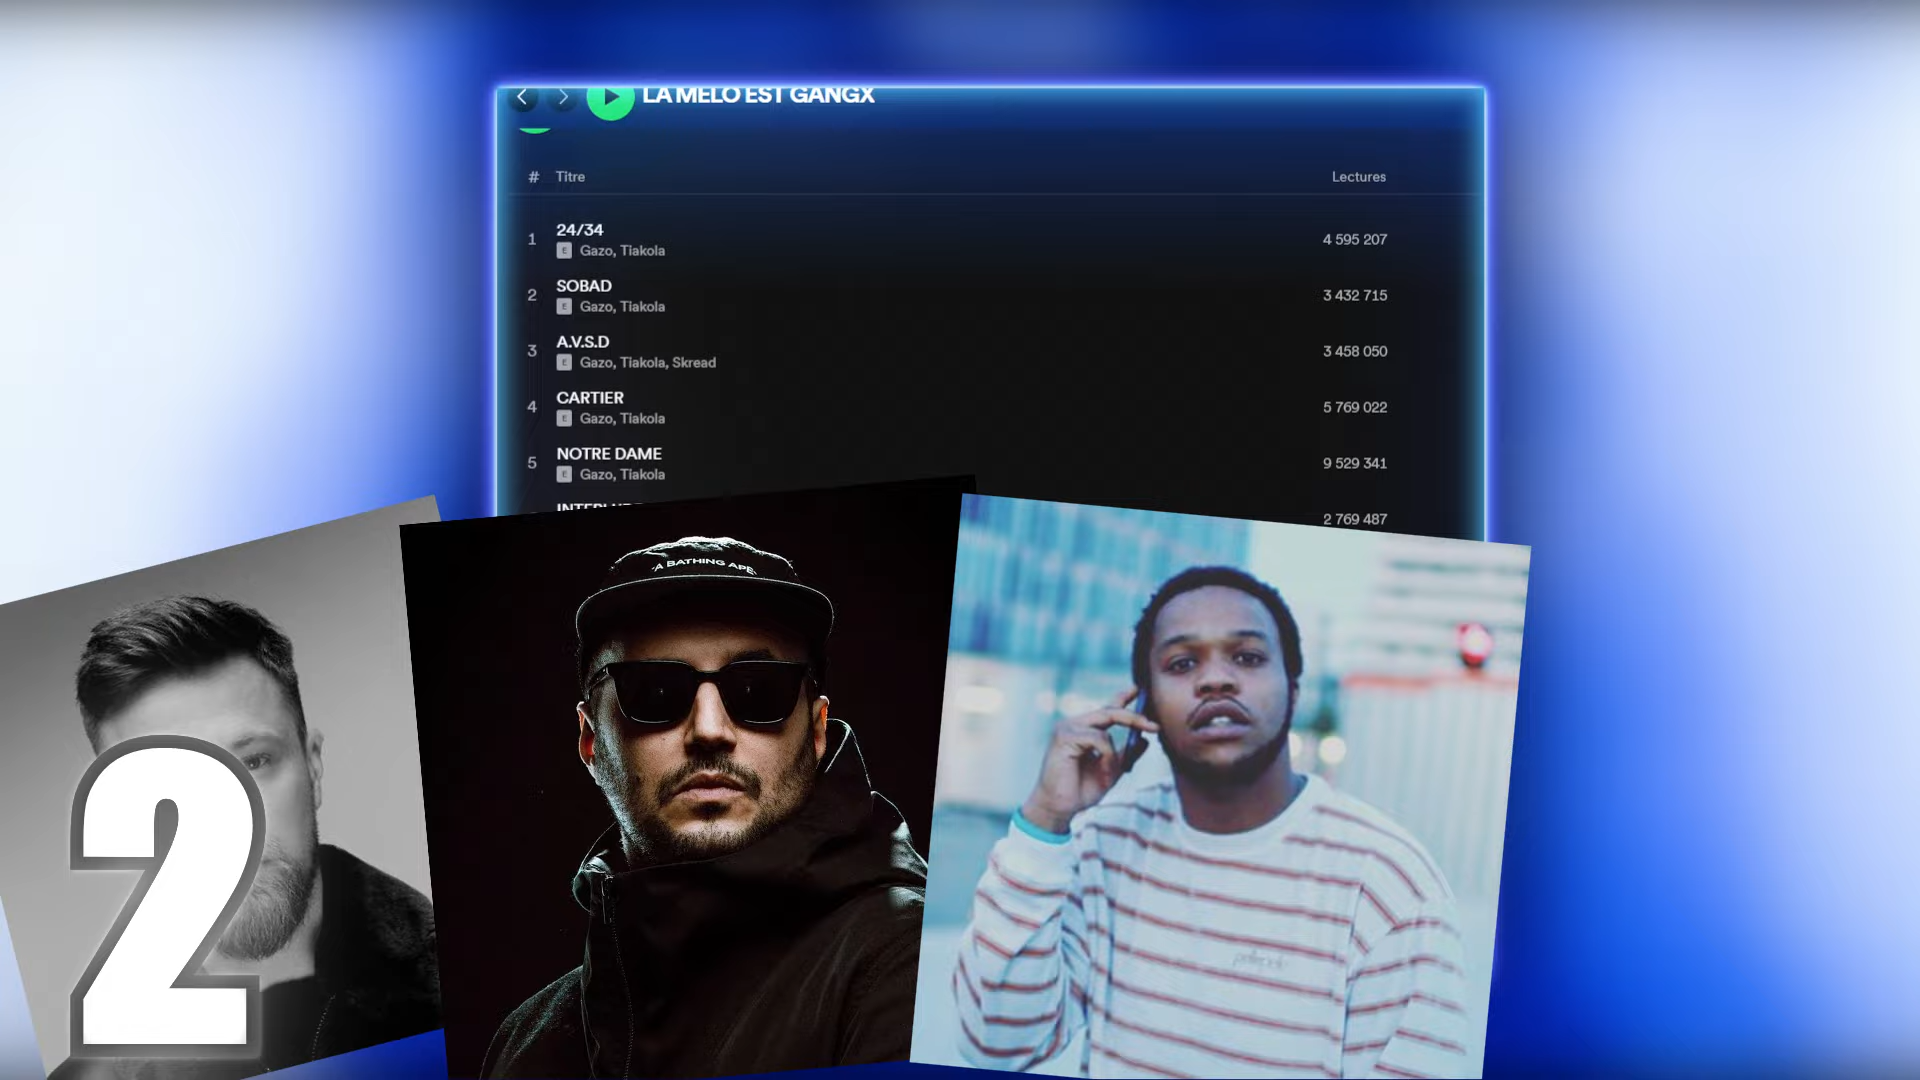 LA MELO EST GANGX
# Titre Lectures
1 24/34 4 595 207
E Gazo, Tiakola
2 SOBAD 3 432 715
E Gazo, Tiakola
3 A.V.S.D 3 458 050
E Gazo, Tiakola, Skread
4 CARTIER 5 769 022
E Gazo, Tiakola
5 NOTRE DAME 9 529 341
E Gazo, Tiakola
2 769 487
A BATHING APE
2